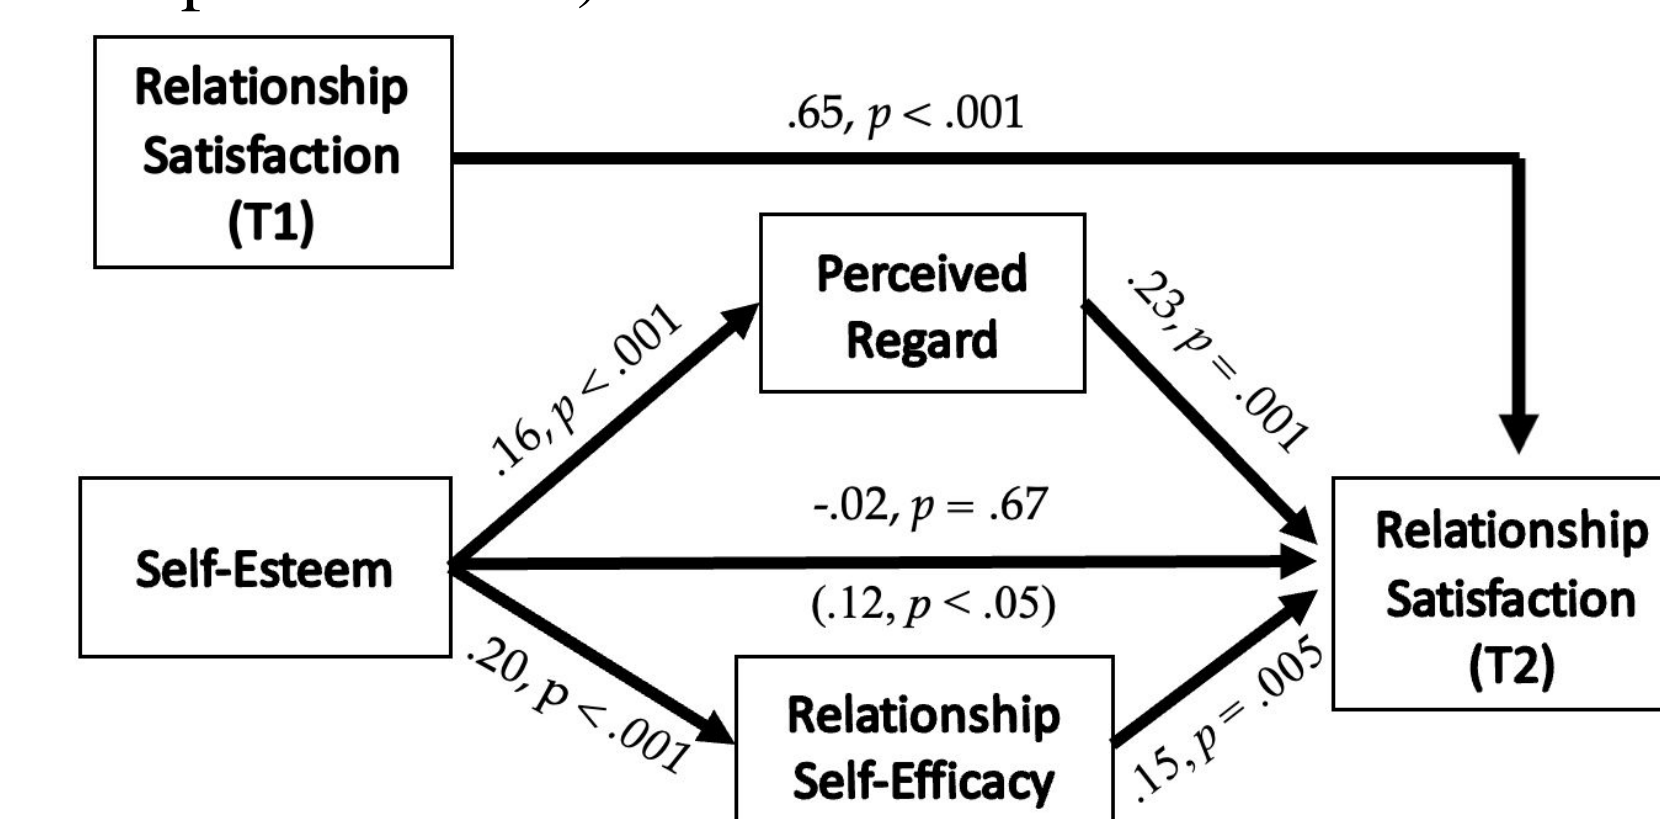 Relationship
Satisfaction
(T1)
.65, p < .001
Perceived
Regard
.16, p < .001
.23, p = .001
Self-Esteem
-.02, p = .67
(.12, p < .05)
Relationship
Satisfaction
(T2)
.20, p < .001
Relationship
Self-Efficacy
.15, p = .005